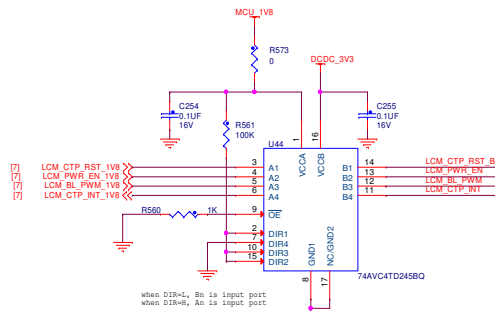 MCU_1V8
R573
0
DCDC_3V3
C254
0.1UF
16V
R561
100K
C255
0.1UF
16V
U44
1
16
VCCA
VCCB
[7] LCM_CTP_RST_1V8 3 A1 B1 14 LCM_CTP_RST_B
[7] LCM_PWR_EN_1V8 4 A2 B2 13 LCM_PWR_EN
[7] LCM_BL_PWM_1V8 5 A3 B3 12 LCM_BL_PWM
[7] LCM_CTP_INT_1V8 6 A4 B4 11 LCM_CTP_INT
R560 1K 9 OE
2 DIR1
7 DIR4
10 DIR3
15 DIR2
GND1
NC/GND2
8
17
74AVC4TD245BQ
when DIR=L, Bn is input port
when DIR=H, An is input port